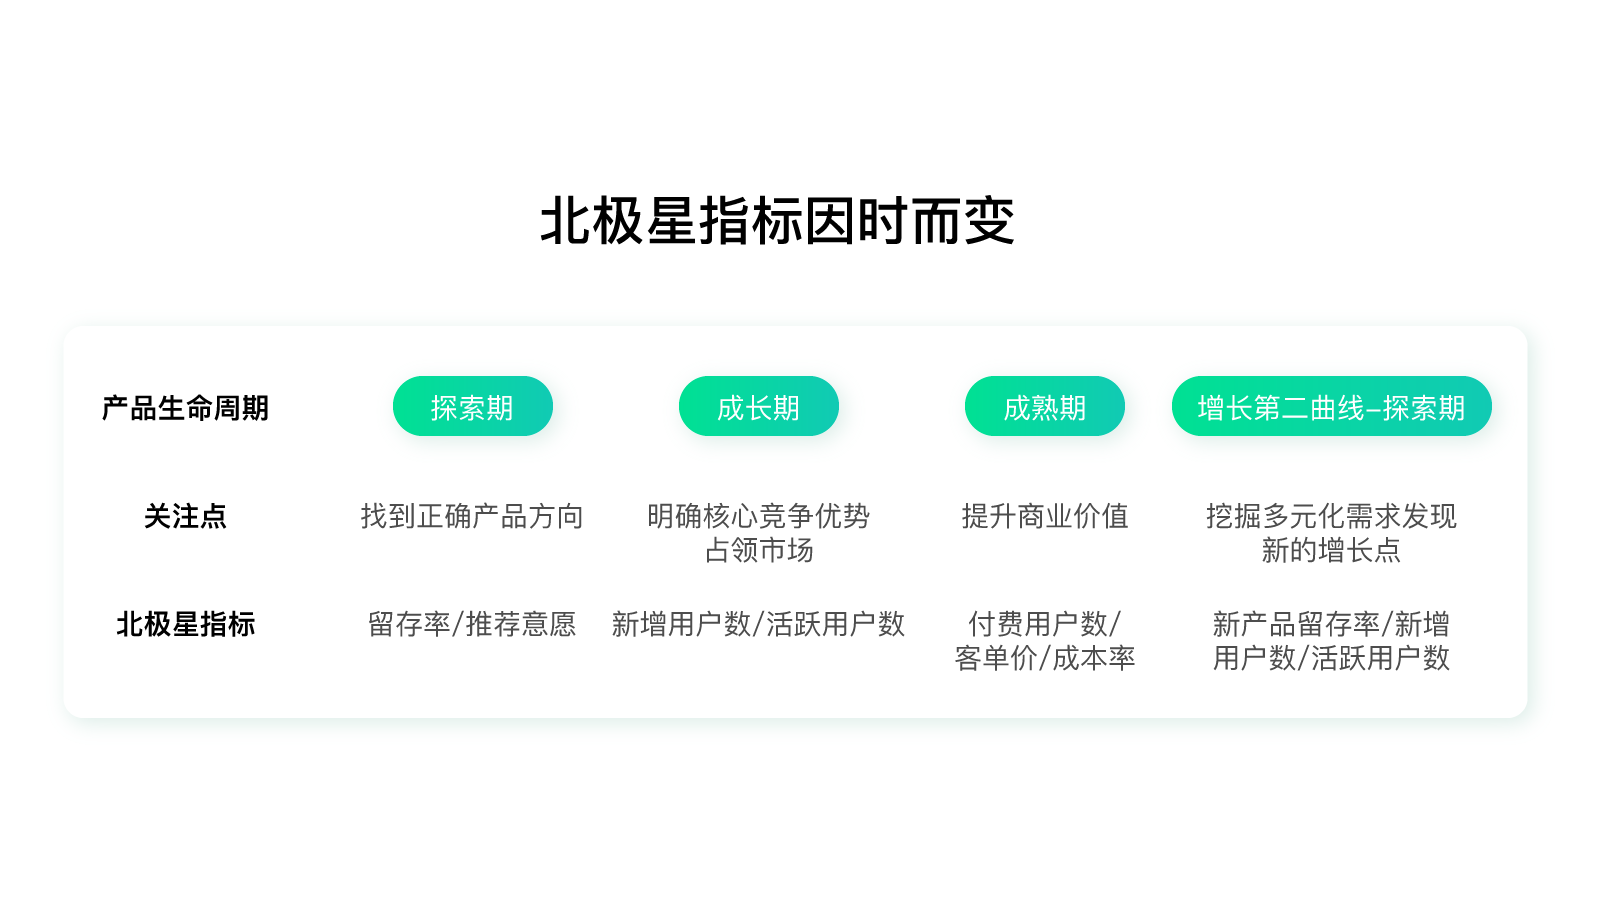 北极星指标因时而变
产品生命周期 探索期 成长期 成熟期 增长第二曲线-探索期
关注点 找到正确产品方向 明确核心竞争优势 提升商业价值 挖掘多元化需求发现
占领市场 新的增长点
北极星指标 留存率/推荐意愿 新增用户数/活跃用户数 付费用户数/ 新产品留存率/新增
客单价/成本率 用户数/活跃用户数